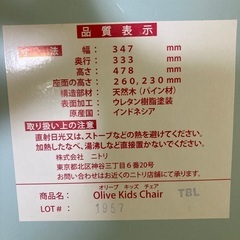 品質表示
法
幅： 347 mm
奥行： 333 mm
高さ： 478 mm
座面の高さ： 260,230 mm
構造部材： 天然木（パイン材）
表面加工： ウレタン樹脂塗装
原産国： インドネシア
取り扱い上の注意
直射日光又は、ストーブなどの熱を避けてください。
加熱したなべ、湯沸しなど直接置かないでください。
株式会社 ニトリ
東京都北区神谷三丁目6番20号
お問い合わせはお近くのニトリ店舗にて承ります。
オリーブ キッズ チェア
商品名： Olive Kids Chair TBL
LOT# : 1957